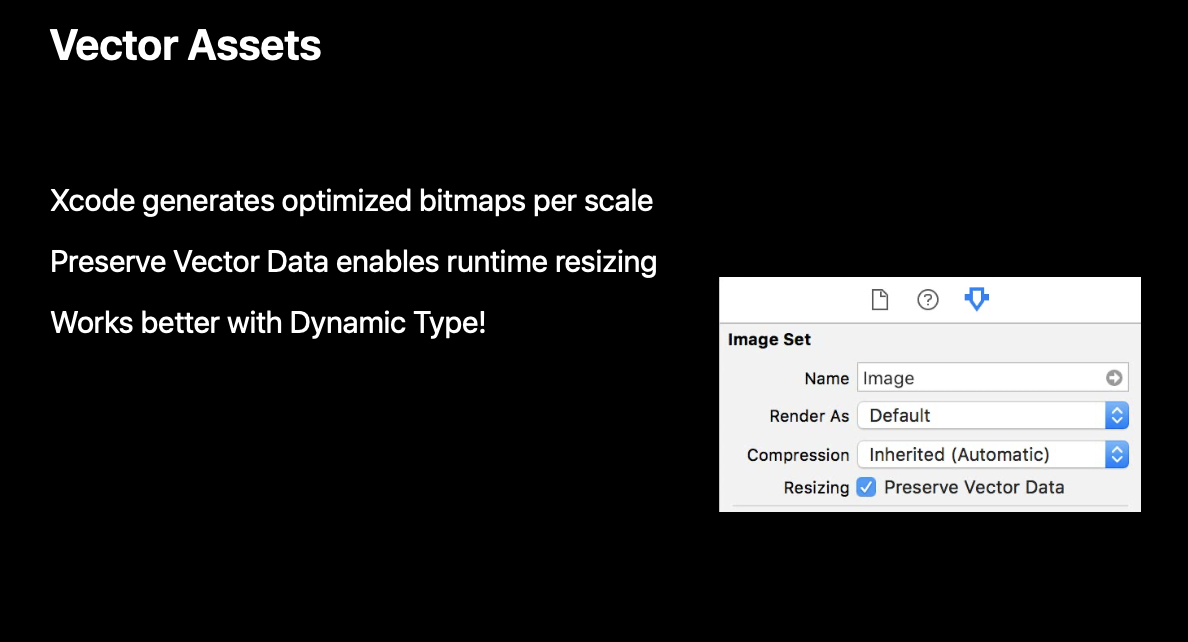 Vector Assets
Xcode generates optimized bitmaps per scale
Preserve Vector Data enables runtime resizing
Works better with Dynamic Type!
Image Set
Name Image
Render As Default
Compression Inherited (Automatic)
Resizing Preserve Vector Data